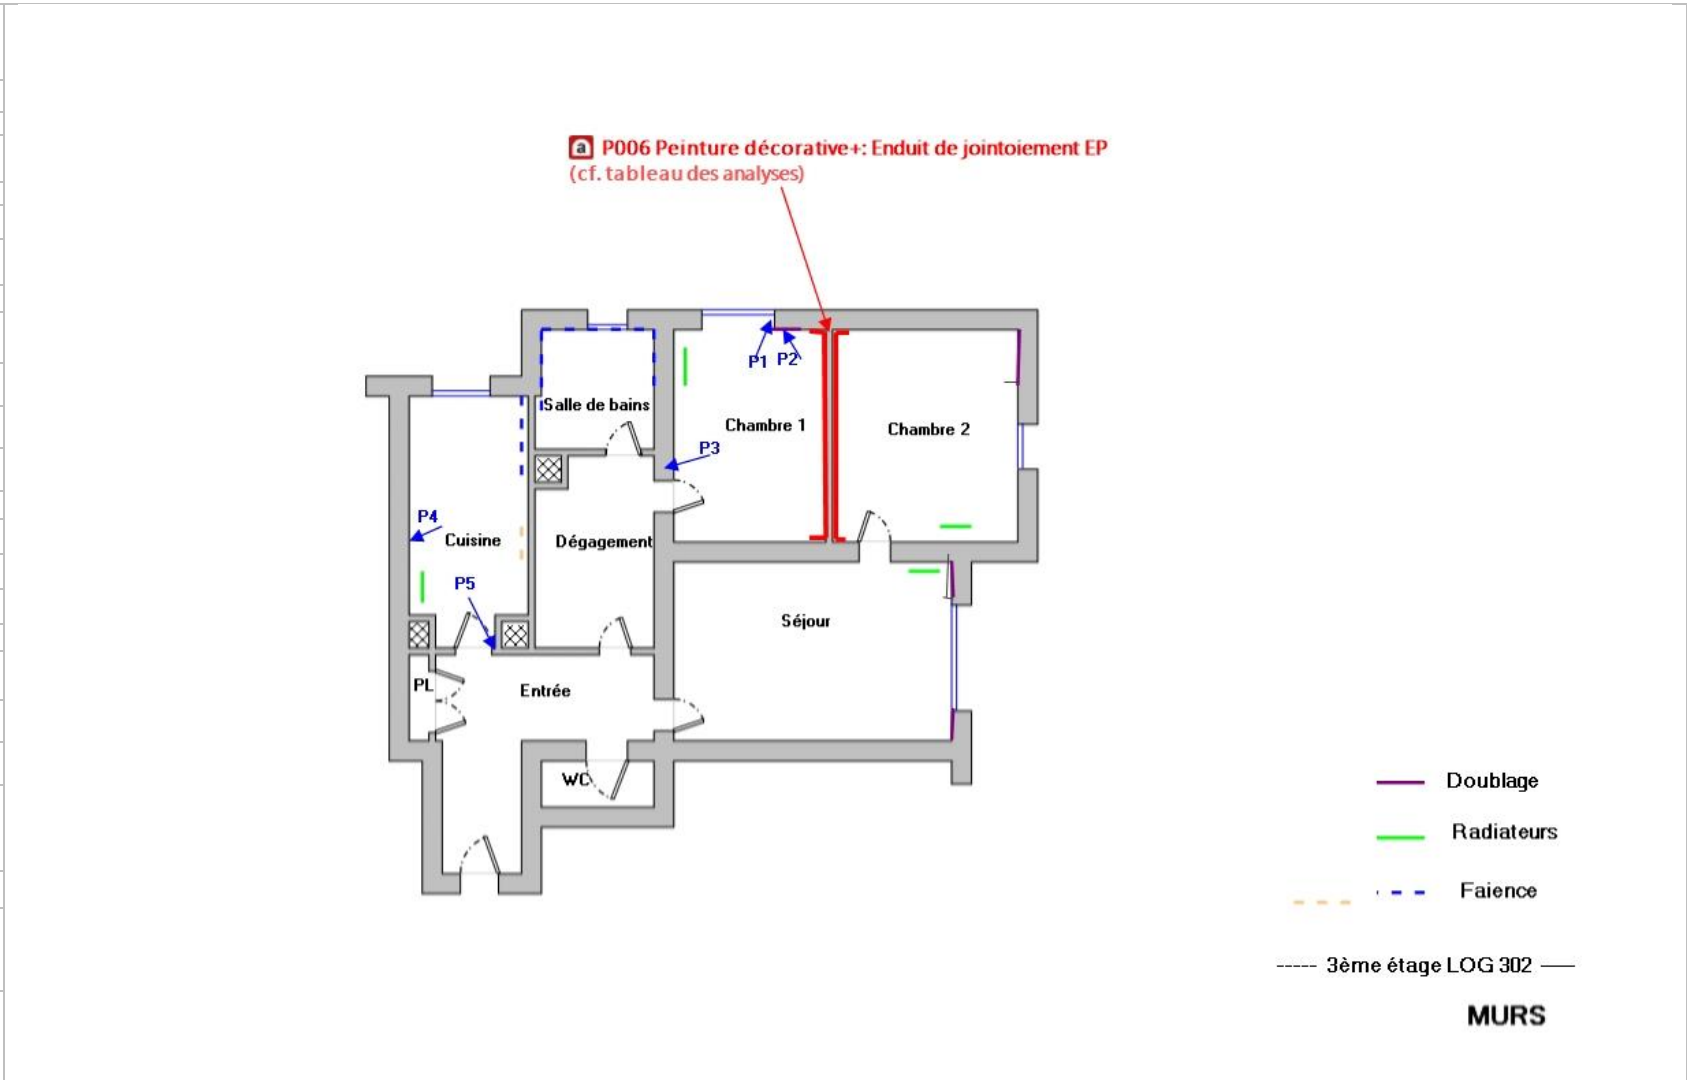 a P006 Peinture décorative+: Enduit de jointoiement EP
(cf. tableau des analyses)
P1 P2
Salle de bains
Chambre 1
Chambre 2
P3
P4
Cuisine
Dégagement
P5
Séjour
PL
Entrée
WC
Doublage
Radiateurs
Faience
3ème étage LOG 302
MURS